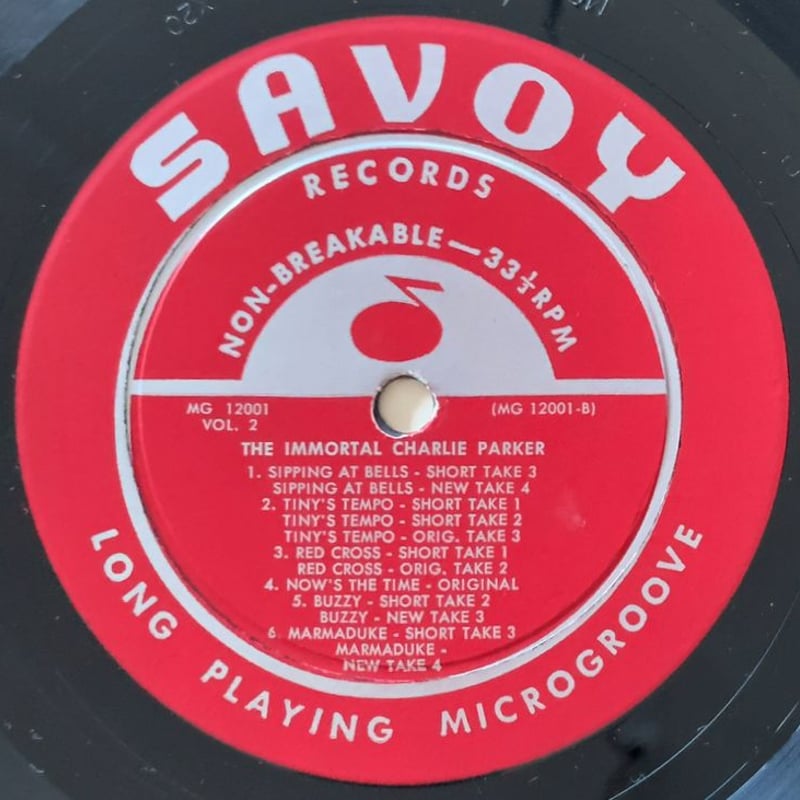 SAVOY
RECORDS
NON-BREAKABLE — 33⅓ RPM
MG 12001
VOL. 2
(MG 12001-B)
THE IMMORTAL CHARLIE PARKER
1. SIPPING AT BELLS - SHORT TAKE 3
SIPPING AT BELLS - NEW TAKE 4
2. TINY'S TEMPO - SHORT TAKE 1
TINY'S TEMPO - SHORT TAKE 2
TINY'S TEMPO - ORIG. TAKE 3
3. RED CROSS - SHORT TAKE 1
RED CROSS - ORIG. TAKE 2
4. NOW'S THE TIME - ORIGINAL
5. BUZZY - SHORT TAKE 2
BUZZY - NEW TAKE 3
6. MARMADUKE - SHORT TAKE 3
MARMADUKE -
NEW TAKE 4
LONG PLAYING MICROGROOVE